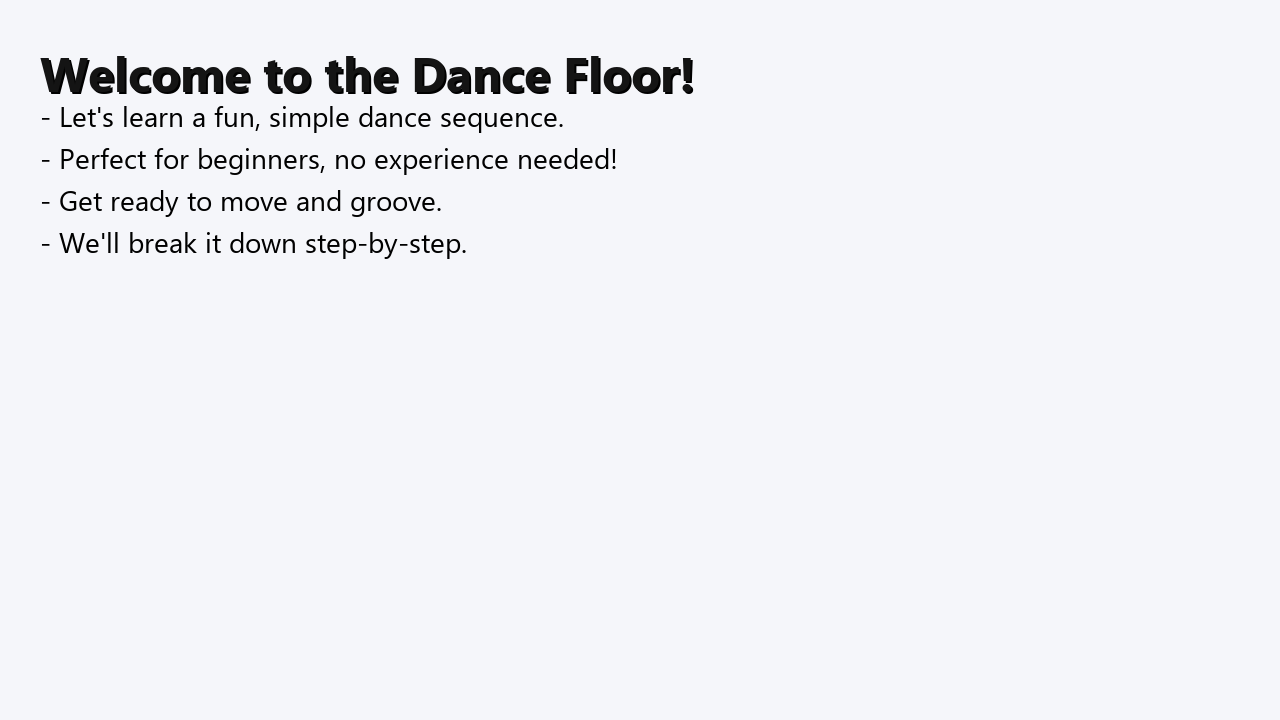 Welcome to the Dance Floor!
- Let's learn a fun, simple dance sequence.
- Perfect for beginners, no experience needed!
- Get ready to move and groove.
- We'll break it down step-by-step.